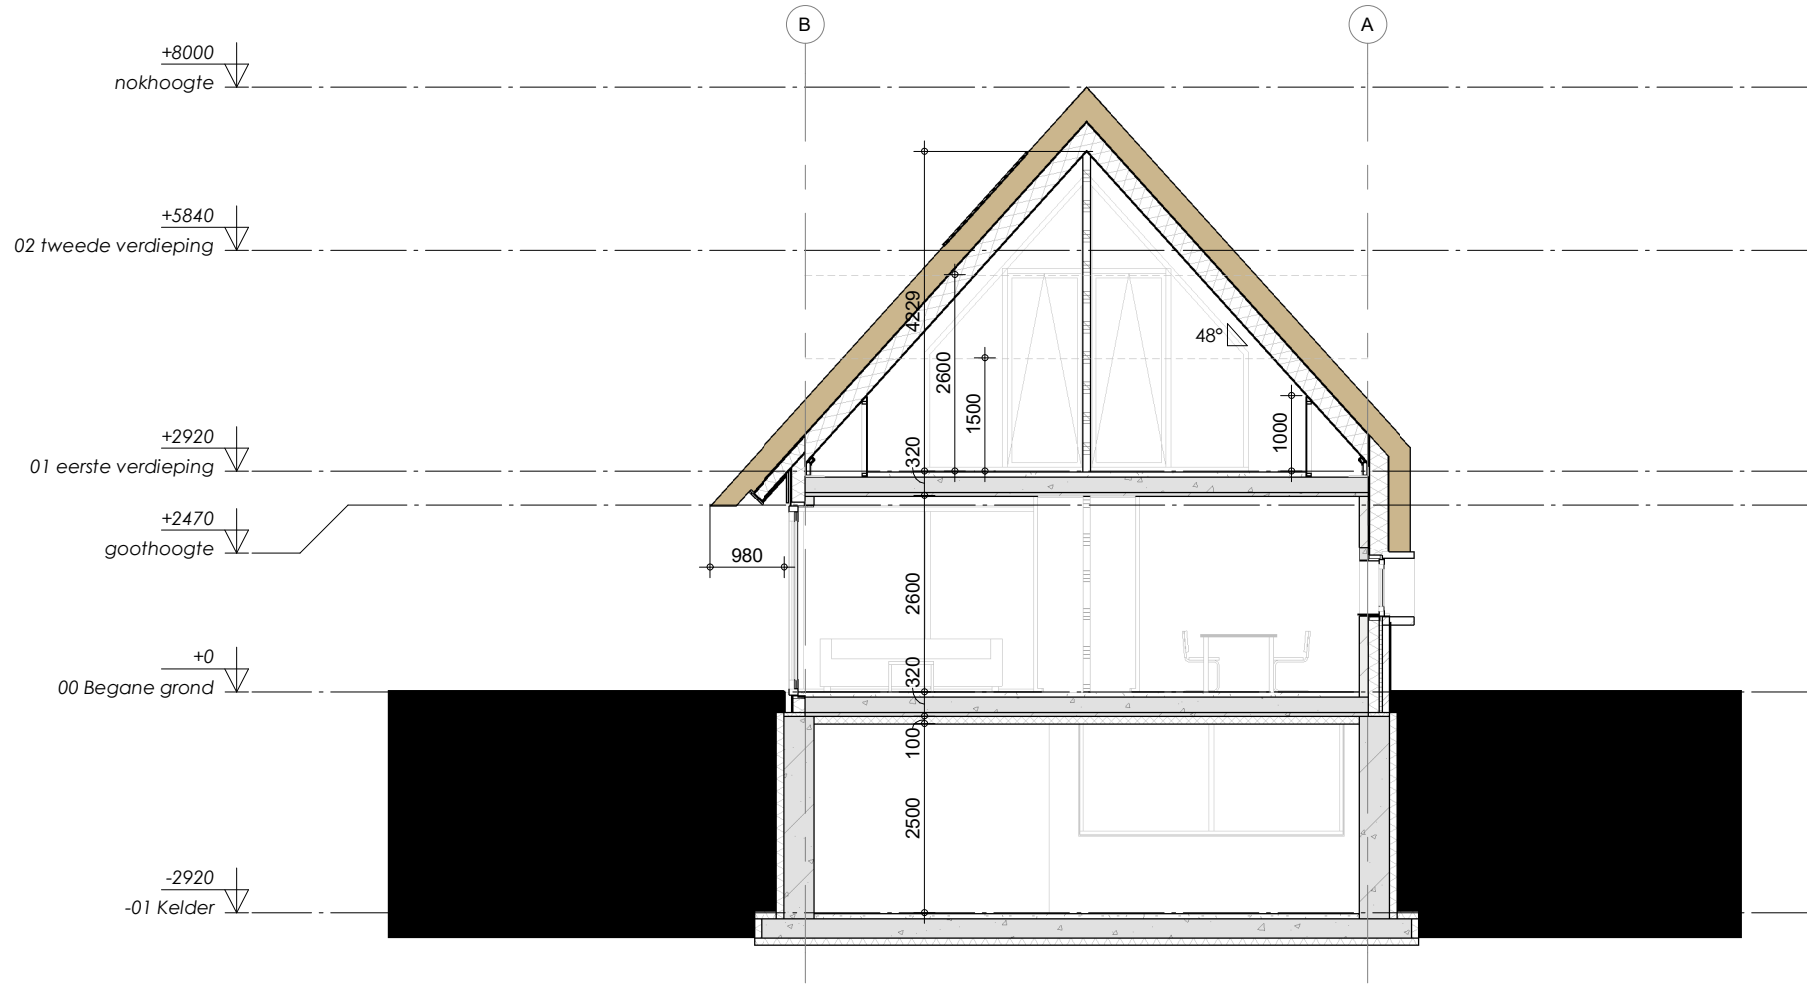 B
A
+8000
nokhoogte
+5840
02 tweede verdieping
4229
48°
2600
1500
1000
+2920
01 eerste verdieping
320
+2470
goothoogte
980
2600
+0
00 Begane grond
320
100
2500
-2920
-01 Kelder